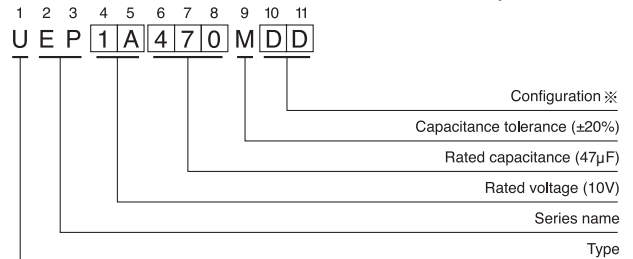 1 2 3 4 5 6 7 8 9 10 11
U E P 1 A 4 7 0 M D D
Configuration ※
Capacitance tolerance (±20%)
Rated capacitance (47µF)
Rated voltage (10V)
Series name
Type